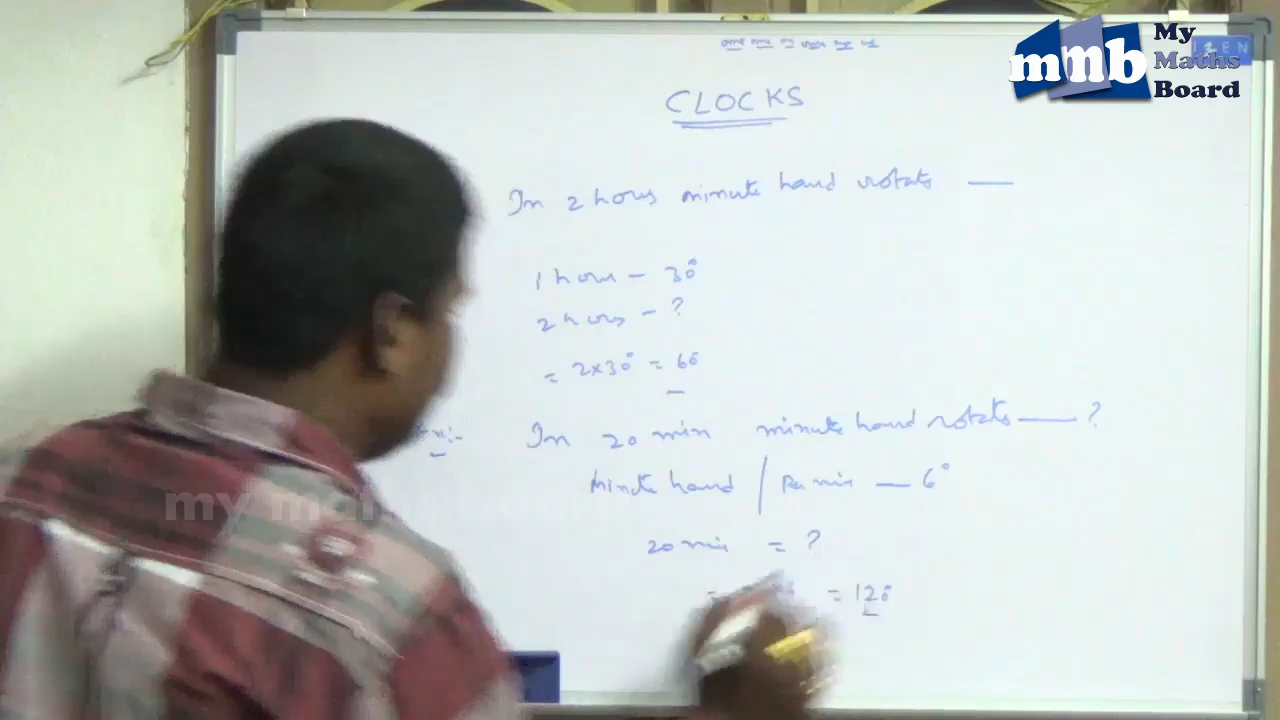 mmb My Maths Board
CLOCKS
In 2 hours minute hand rotats —
1 hour – 30°
2 hours – ?
= 2x30° = 60
In 20 min minute hand rotats — ?
Minute hand / Per min — 6°
20 min = ?
= 120°
my